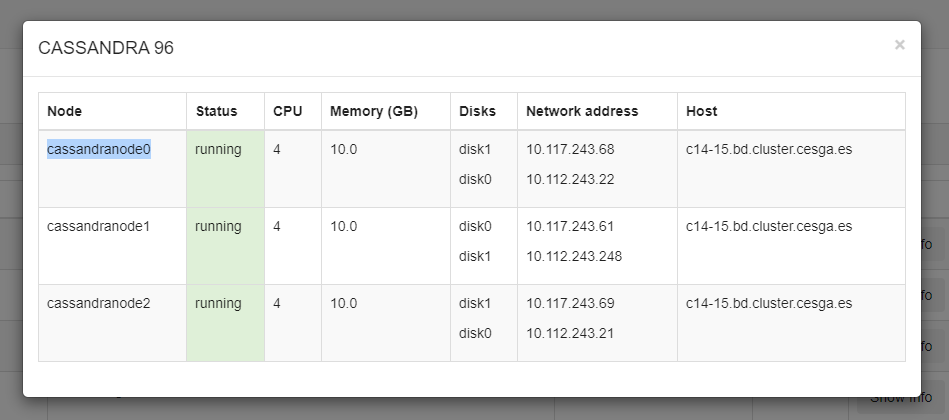 CASSANDRA 96 ×
Node Status CPU Memory (GB) Disks Network address Host
cassandranode0 running 4 10.0 disk1 10.117.243.68 c14-15.bd.cluster.cesga.es
disk0 10.112.243.22
cassandranode1 running 4 10.0 disk0 10.117.243.61 c14-15.bd.cluster.cesga.es
disk1 10.112.243.248
fo
cassandranode2 running 4 10.0 disk1 10.117.243.69 c14-15.bd.cluster.cesga.es
fo
disk0 10.112.243.21
fo
Show Info